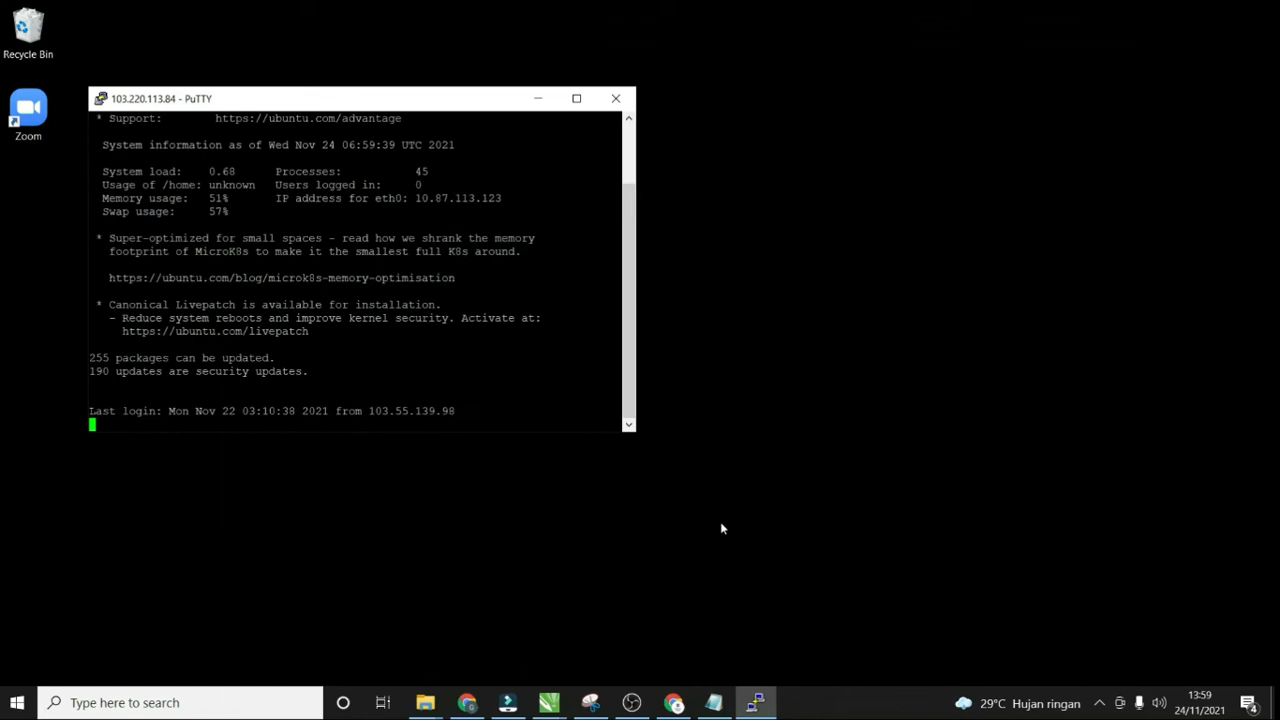 Recycle Bin
Zoom
103.220.113.84 - PuTTY
* Support: https://ubuntu.com/advantage
System information as of Wed Nov 24 06:59:39 UTC 2021
System load: 0.68 Processes: 45
Usage of /home: unknown Users logged in: 0
Memory usage: 51% IP address for eth0: 10.87.113.123
Swap usage: 57%
* Super-optimized for small spaces - read how we shrank the memory
footprint of MicroK8s to make it the smallest full K8s around.
https://ubuntu.com/blog/microk8s-memory-optimisation
* Canonical Livepatch is available for installation.
- Reduce system reboots and improve kernel security. Activate at:
https://ubuntu.com/livepatch
255 packages can be updated.
190 updates are security updates.
Last login: Mon Nov 22 03:10:38 2021 from 103.55.139.98
Type here to search
29°C Hujan ringan
13:59
24/11/2021
4